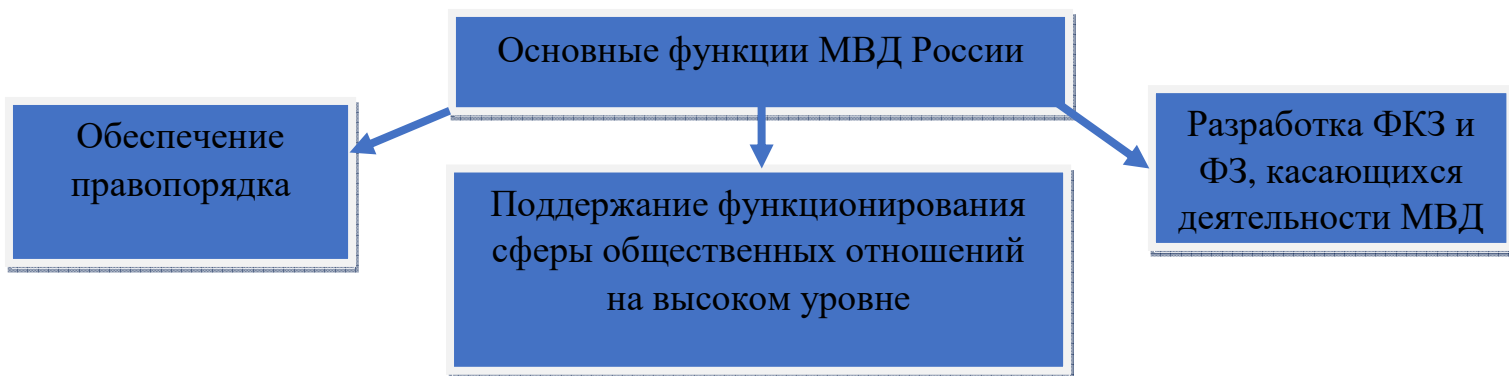 Основные функции МВД России
Обеспечение
правопорядка
Поддержание функционирования
сферы общественных отношений
на высоком уровне
Разработка ФКЗ и
ФЗ, касающихся
деятельности МВД